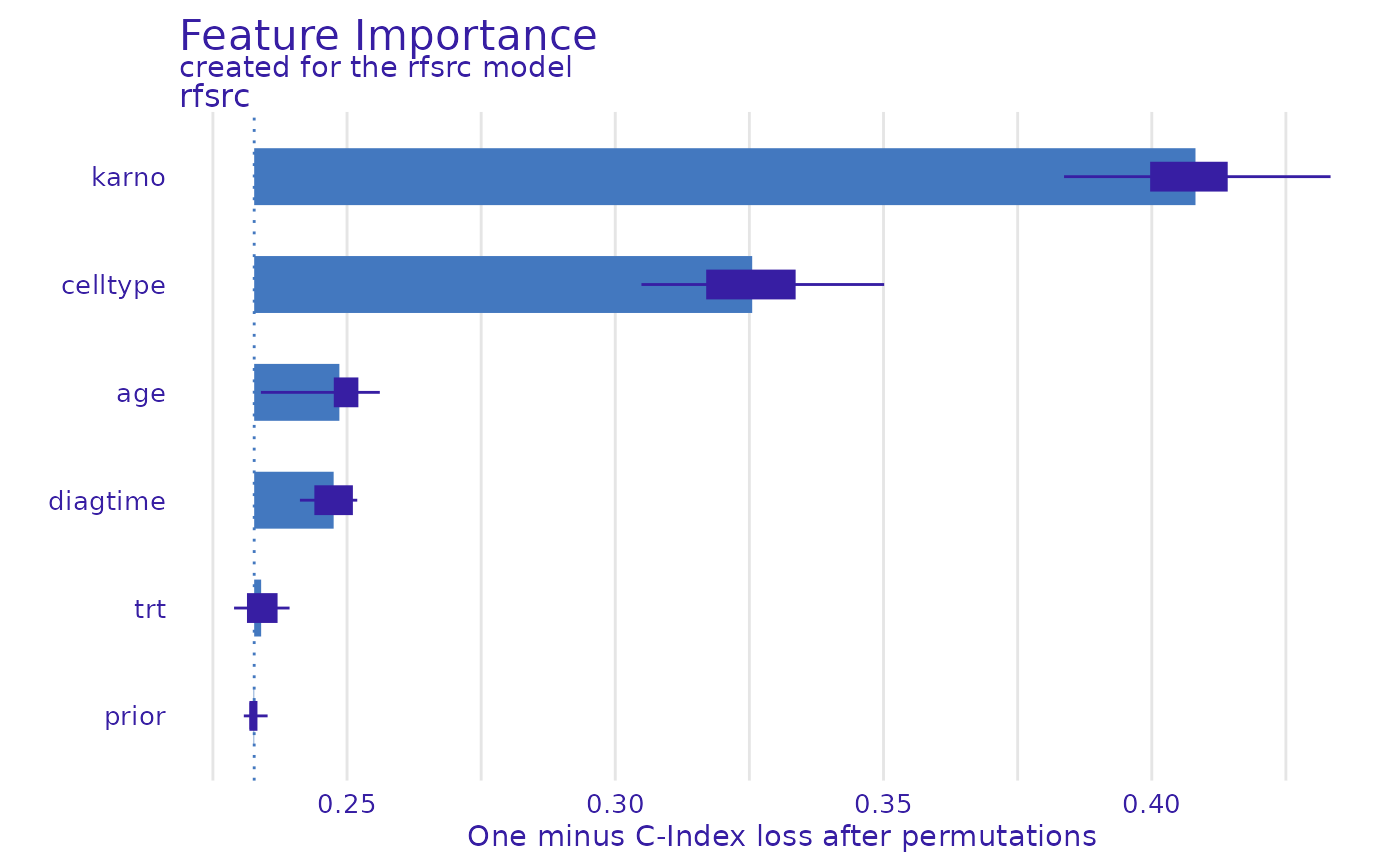 Feature Importance
created for the rfsrc model
rfsrc
karno
celltype
age
diagtime
trt
prior
0.25 0.30 0.35 0.40
One minus C-Index loss after permutations